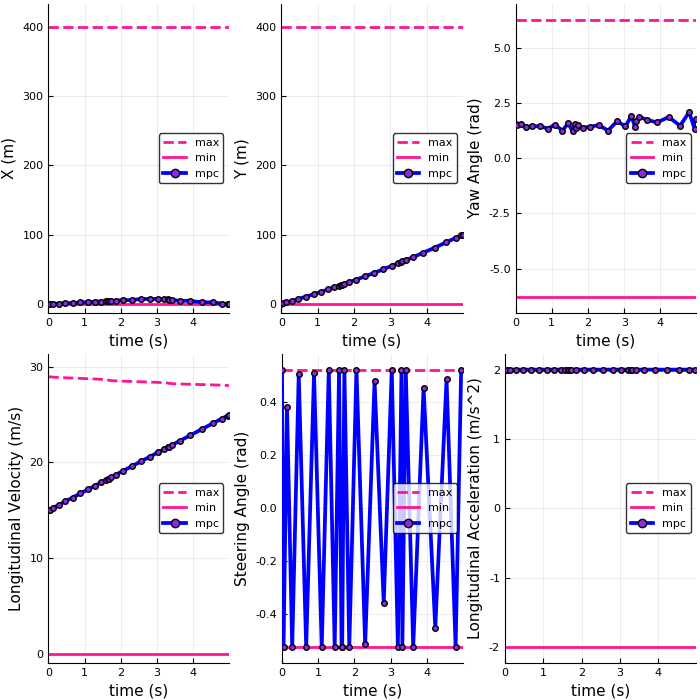 X (m)
400
300
200
100
0
max
min
mpc
0 1 2 3 4
time (s)
Y (m)
400
300
200
100
0
max
min
mpc
0 1 2 3 4
time (s)
Yaw Angle (rad)
5.0
2.5
0.0
-2.5
-5.0
max
min
mpc
0 1 2 3 4
time (s)
Longitudinal Velocity (m/s)
30
20
10
0
max
min
mpc
0 1 2 3 4
time (s)
Steering Angle (rad)
0.4
0.2
0.0
-0.2
-0.4
max
min
mpc
0 1 2 3 4
time (s)
Longitudinal Acceleration (m/s^2)
2
1
0
-1
-2
max
min
mpc
0 1 2 3 4
time (s)